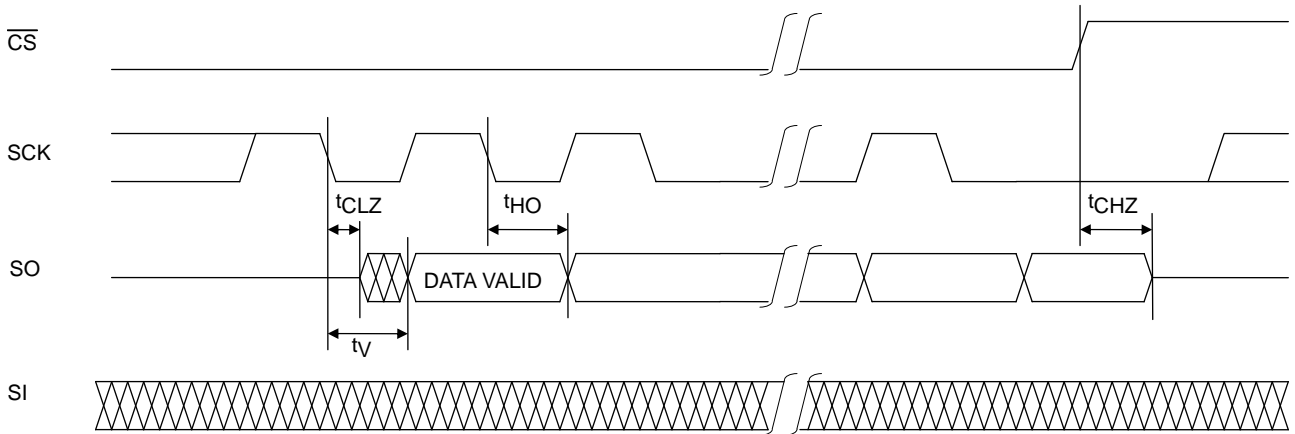 CS
SCK
tCLZ
tHO
tCHZ
SO
DATA VALID
tV
SI